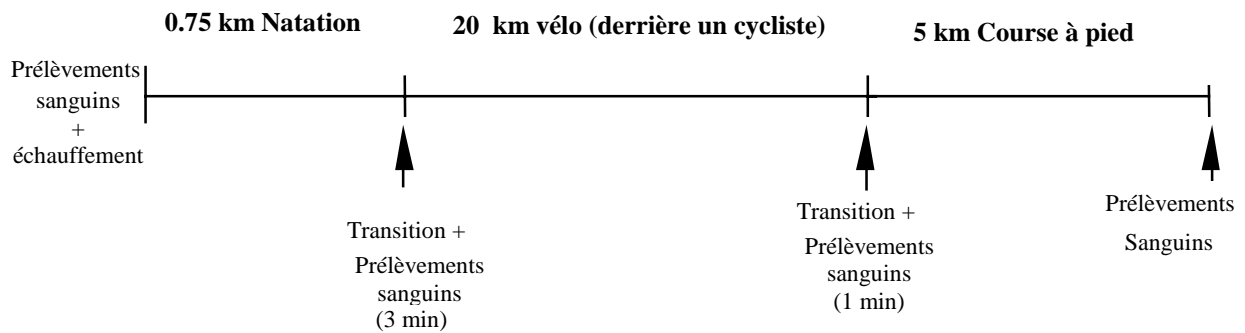 0.75 km Natation
20 km vélo (derrière un cycliste)
5 km Course à pied
Prélèvements
sanguins
+
échauffement
Transition +
Prélèvements
sanguins
(3 min)
Transition +
Prélèvements
sanguins
(1 min)
Prélèvements
Sanguins